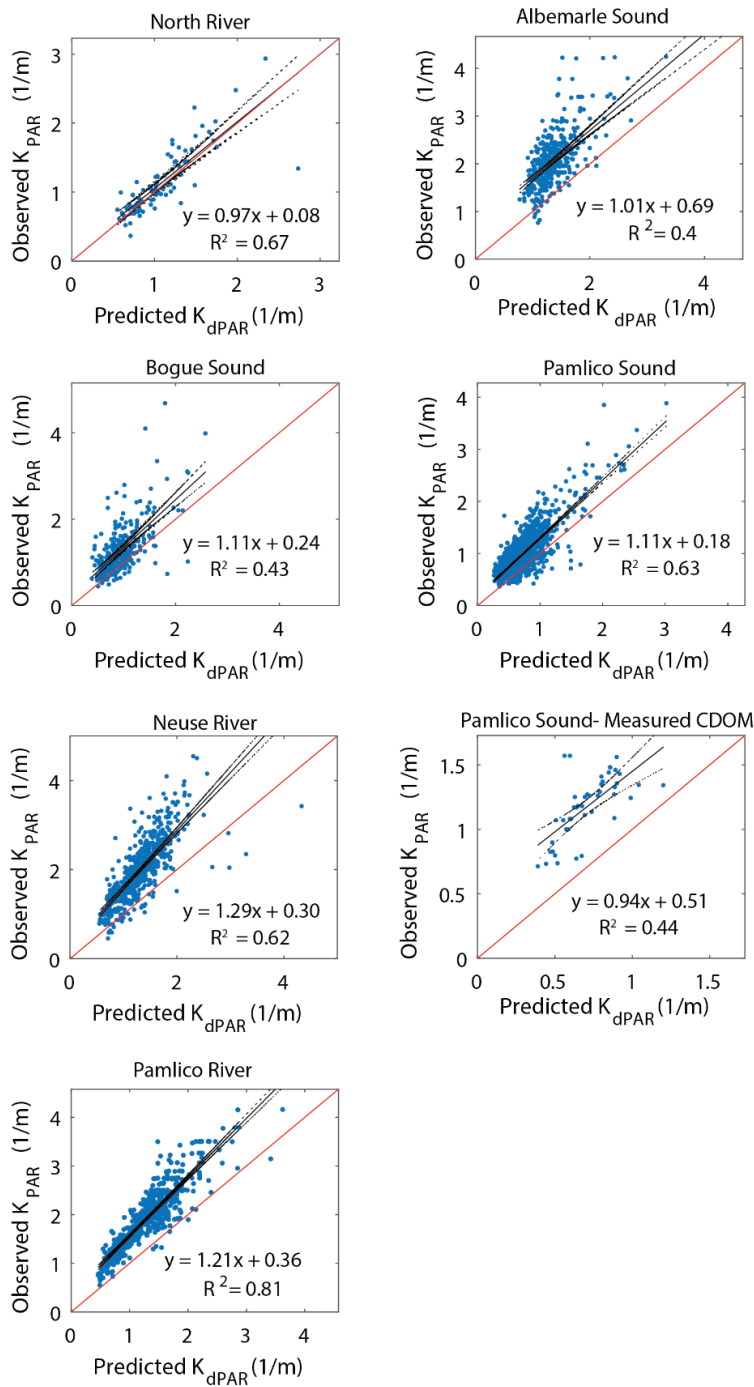 North River
Observed K_PAR (1/m)
3
2
1
0
y = 0.97x + 0.08
R² = 0.67
0 1 2 3
Predicted K_dPAR (1/m)
Albemarle Sound
Observed K_PAR (1/m)
4
3
2
1
0
y = 1.01x + 0.69
R² = 0.4
0 2 4
Predicted K_dPAR (1/m)
Bogue Sound
Observed K_PAR (1/m)
4
2
1
0
y = 1.11x + 0.24
R² = 0.43
0 2 4
Predicted K_dPAR (1/m)
Pamlico Sound
Observed K_PAR (1/m)
4
3
2
1
0
y = 1.11x + 0.18
R² = 0.63
0 1 2 3 4
Predicted K_dPAR (1/m)
Neuse River
Observed K_PAR (1/m)
5
4
2
1
0
y = 1.29x + 0.30
R² = 0.62
0 2 4
Predicted K_dPAR (1/m)
Pamlico Sound- Measured CDOM
Observed K_PAR (1/m)
1.5
1
0.5
0
y = 0.94x + 0.51
R² = 0.44
0 0.5 1 1.5
Predicted K_dPAR (1/m)
Pamlico River
Observed K_PAR (1/m)
4
3
2
1
0
y = 1.21x + 0.36
R² = 0.81
0 1 2 3 4
Predicted K_dPAR (1/m)